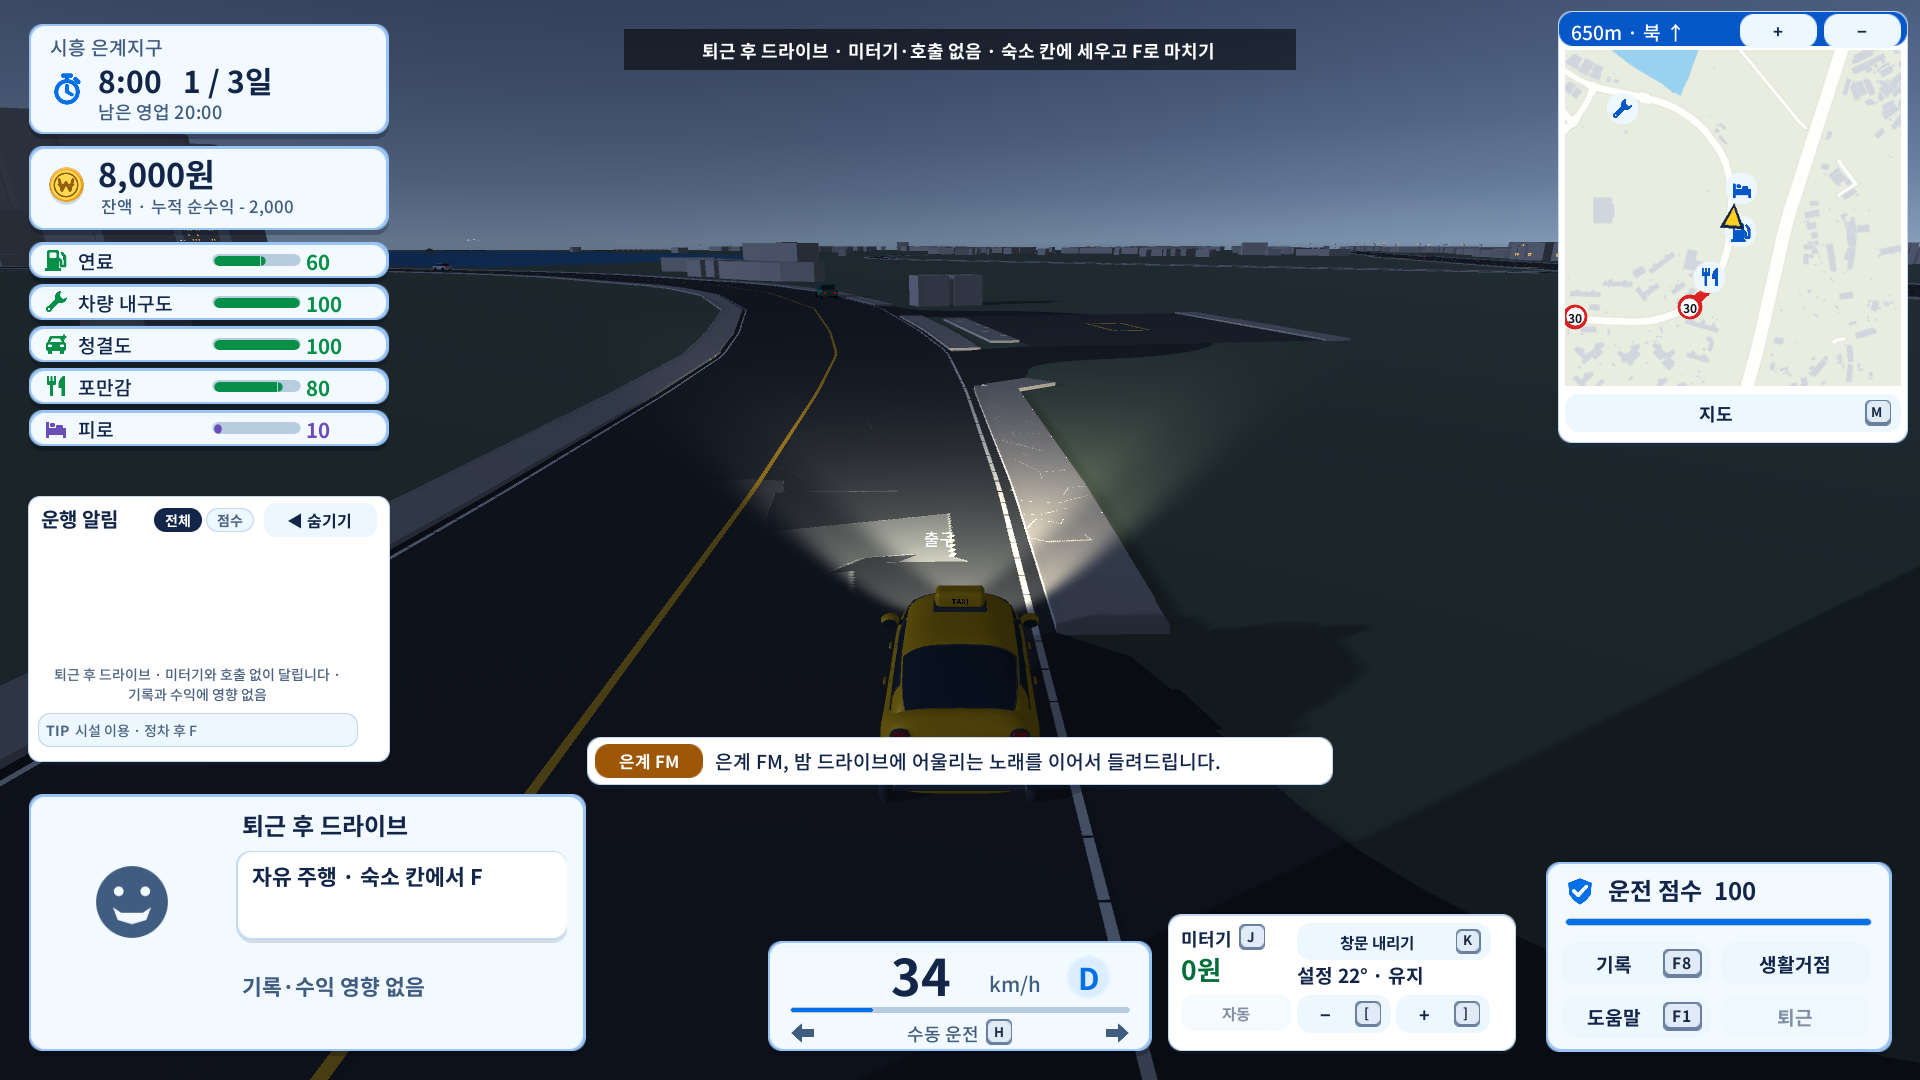 시흥 은계지구
8:00 1 / 3일
남은 영업 20:00
8,000원
잔액 · 누적 순수익 - 2,000
연료 60
차량 내구도 100
청결도 100
포만감 80
피로 10
퇴근 후 드라이브 · 미터기·호출 없음 · 숙소 칸에 세우고 F로 마치기
650m · 북 ↑ + −
30
30
지도 M
운행 알림 전체 점수 ◀ 숨기기
퇴근 후 드라이브 · 미터기와 호출 없이 달립니다 ·
기록과 수익에 영향 없음
TIP 시설 이용 · 정차 후 F
출구
TAXI
은계 FM 은계 FM, 밤 드라이브에 어울리는 노래를 이어서 들려드립니다.
퇴근 후 드라이브
자유 주행 · 숙소 칸에서 F
기록·수익 영향 없음
34 km/h D
수동 운전 H
미터기 J 창문 내리기 K
0원 설정 22° · 유지
자동 − [ + ]
운전 점수 100
기록 F8 생활거점
도움말 F1 퇴근